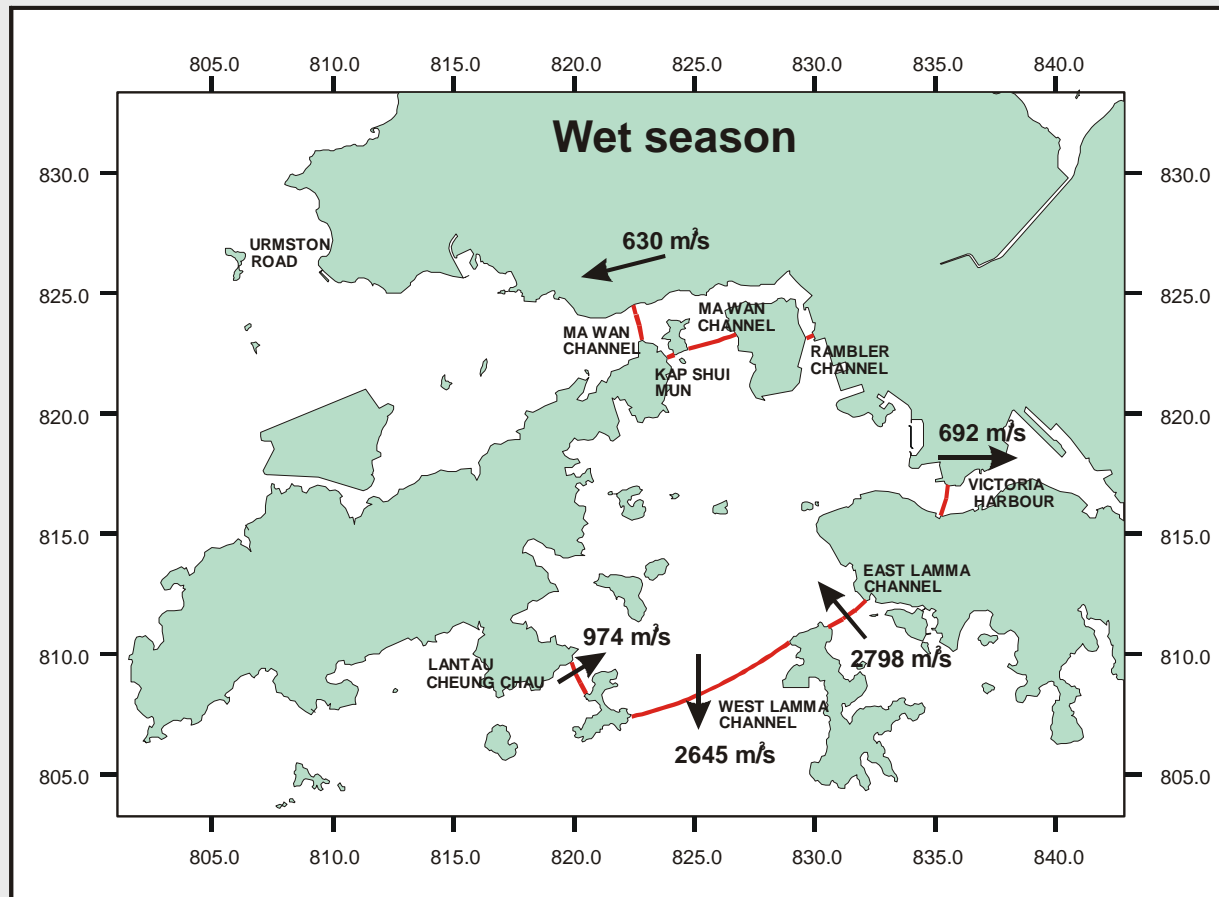 805.0 810.0 815.0 820.0 825.0 830.0 835.0 840.0
Wet season
830.0 830.0
URMSTON
ROAD
630 m³/s
825.0 825.0
MA WAN
CHANNEL
MA WAN
CHANNEL
RAMBLER
CHANNEL
KAP SHUI
MUN
820.0 820.0
692 m³/s
VICTORIA
HARBOUR
815.0 815.0
EAST LAMMA
CHANNEL
974 m³/s
810.0 810.0
2798 m³/s
LANTAU
CHEUNG CHAU
WEST LAMMA
CHANNEL
2645 m³/s
805.0 805.0
805.0 810.0 815.0 820.0 825.0 830.0 835.0 840.0